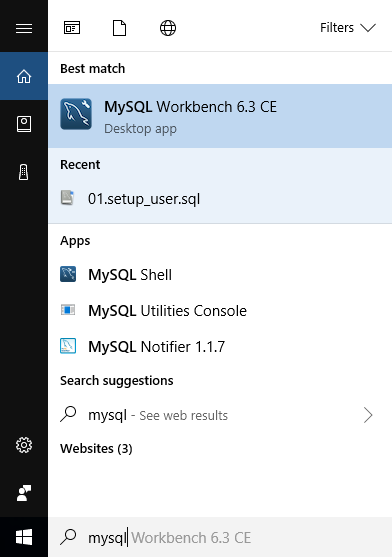 Filters
Best match
MySQL Workbench 6.3 CE
Desktop app
Recent
01.setup_user.sql
Apps
MySQL Shell
MySQL Utilities Console
MySQL Notifier 1.1.7
Search suggestions
mysql - See web results
Websites (3)
mysql Workbench 6.3 CE